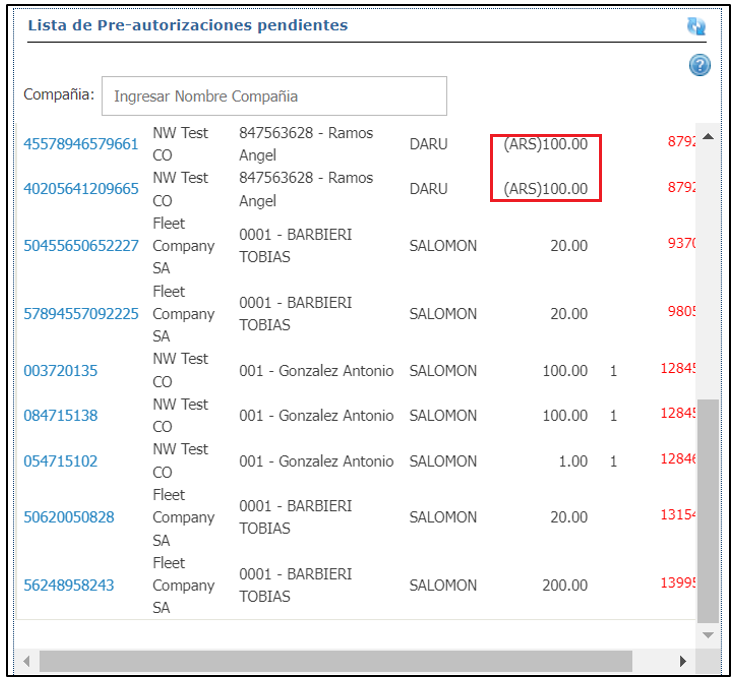 Lista de Pre-autorizaciones pendientes
Compañia: Ingresar Nombre Compañia
45578946579661 NW Test CO 847563628 - Ramos Angel DARU (ARS)100.00 8792
40205641209665 NW Test CO 847563628 - Ramos Angel DARU (ARS)100.00 8792
50455650652227 Fleet Company SA 0001 - BARBIERI TOBIAS SALOMON 20.00 9370
57894557092225 Fleet Company SA 0001 - BARBIERI TOBIAS SALOMON 20.00 9805
003720135 NW Test CO 001 - Gonzalez Antonio SALOMON 100.00 1 12845
084715138 NW Test CO 001 - Gonzalez Antonio SALOMON 100.00 1 12845
054715102 NW Test CO 001 - Gonzalez Antonio SALOMON 1.00 1 12846
50620050828 Fleet Company SA 0001 - BARBIERI TOBIAS SALOMON 20.00 13154
56248958243 Fleet Company SA 0001 - BARBIERI TOBIAS SALOMON 200.00 13995